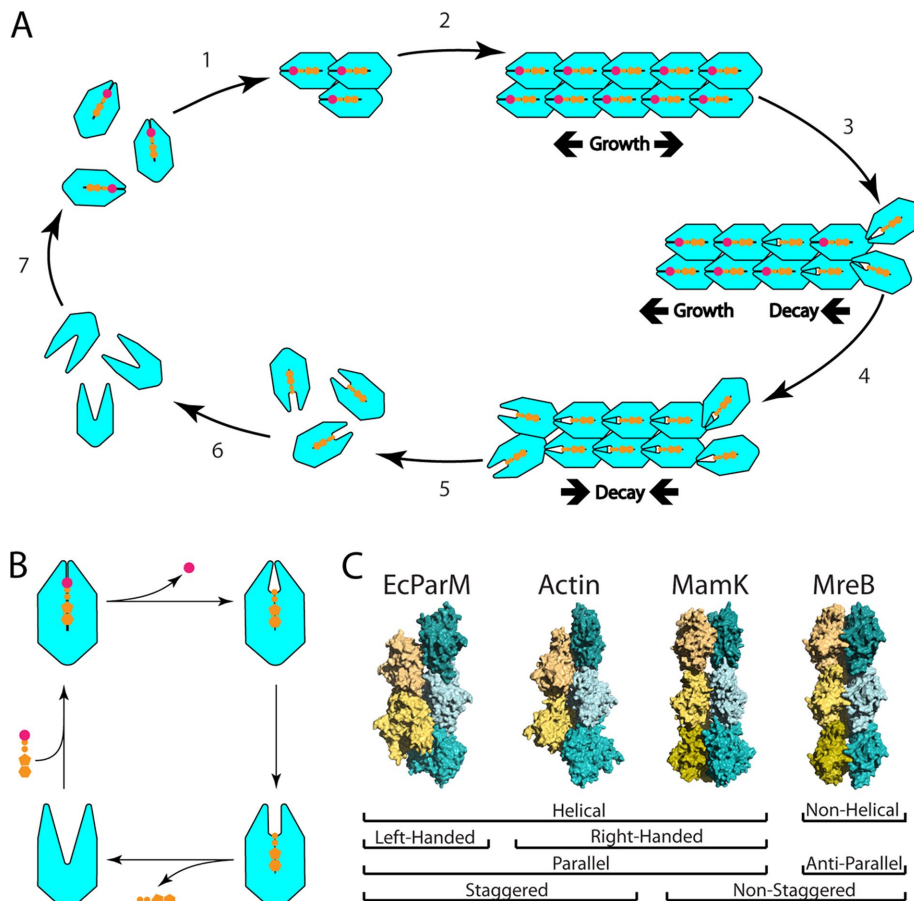 A
1
2
3
4
5
6
7
Growth
Growth
Decay
Decay
B
C
EcParM
Actin
MamK
MreB
Helical
Non-Helical
Left-Handed
Right-Handed
Parallel
Anti-Parallel
Staggered
Non-Staggered